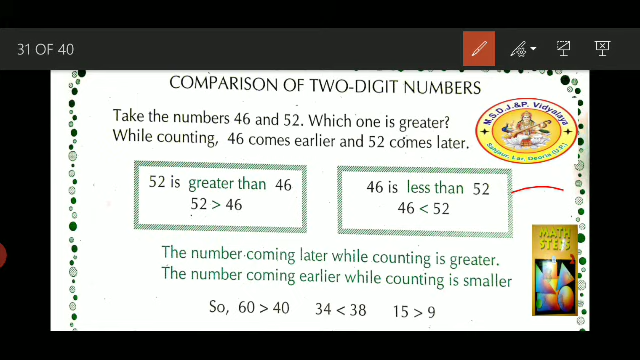 31 OF 40
COMPARISON OF TWO-DIGIT NUMBERS
Take the numbers 46 and 52. Which one is greater?
While counting, 46 comes earlier and 52 comes later.
M.S.D.J.&P. Vidyalaya
52 is greater than 46
52 > 46
46 is less than 52
46 < 52
MATH
STEPS
The number coming later while counting is greater.
The number coming earlier while counting is smaller
So, 60 > 40 34 < 38 15 > 9